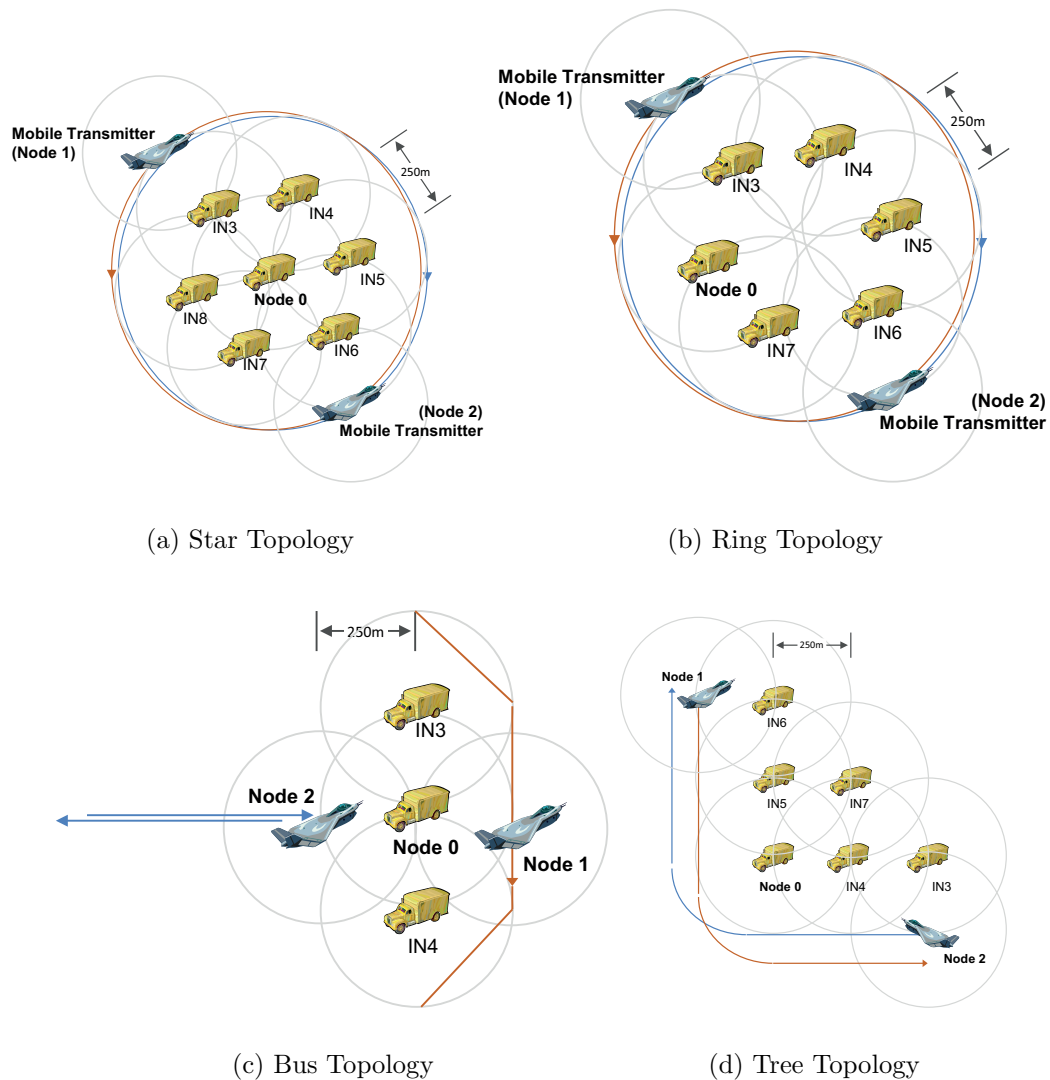 Mobile Transmitter
(Node 1)
250m
IN3
IN4
IN5
Node 0
IN8
IN7
IN6
(Node 2)
Mobile Transmitter
(a) Star Topology
Mobile Transmitter
(Node 1)
250m
IN3
IN4
IN5
Node 0
IN6
IN7
(Node 2)
Mobile Transmitter
(b) Ring Topology
250m
IN3
Node 2
Node 0
Node 1
IN4
(c) Bus Topology
250m
Node 1
IN6
IN5
IN7
Node 0
IN4
IN3
Node 2
(d) Tree Topology